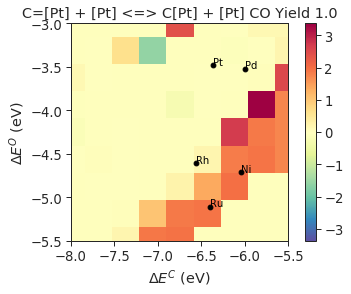 C=[Pt] + [Pt] <=> C[Pt] + [Pt] CO Yield 1.0
−3.0
−3.5
−4.0
−4.5
−5.0
−5.5
ΔE^O (eV)
Pt
Pd
Rh
Ni
Ru
−8.0 −7.5 −7.0 −6.5 −6.0 −5.5
ΔE^C (eV)
3
2
1
0
−1
−2
−3